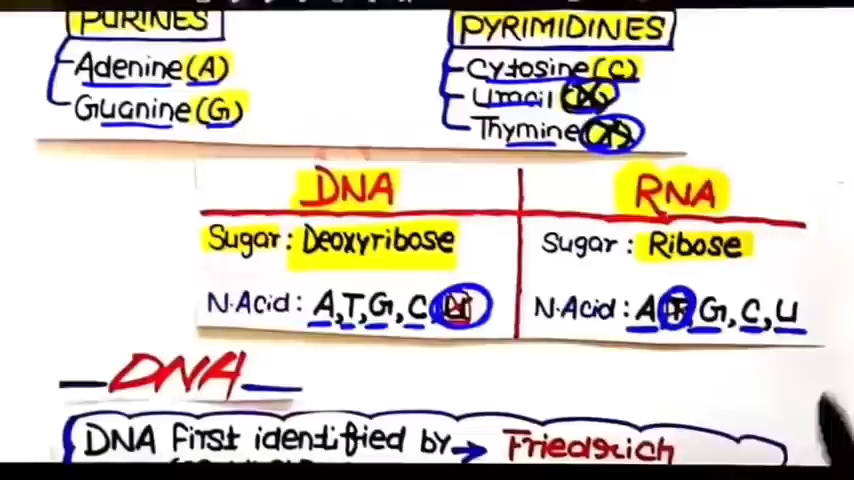 PURINES
Adenine (A)
Guanine (G)
PYRIMIDINES
Cytosine (C)
Uracil
Thymine
DNA
Sugar: Deoxyribose
N.Acid: A, T, G, C,
RNA
Sugar: Ribose
N.Acid: A T, G, C, U
DNA
DNA first identified by → Friedrich